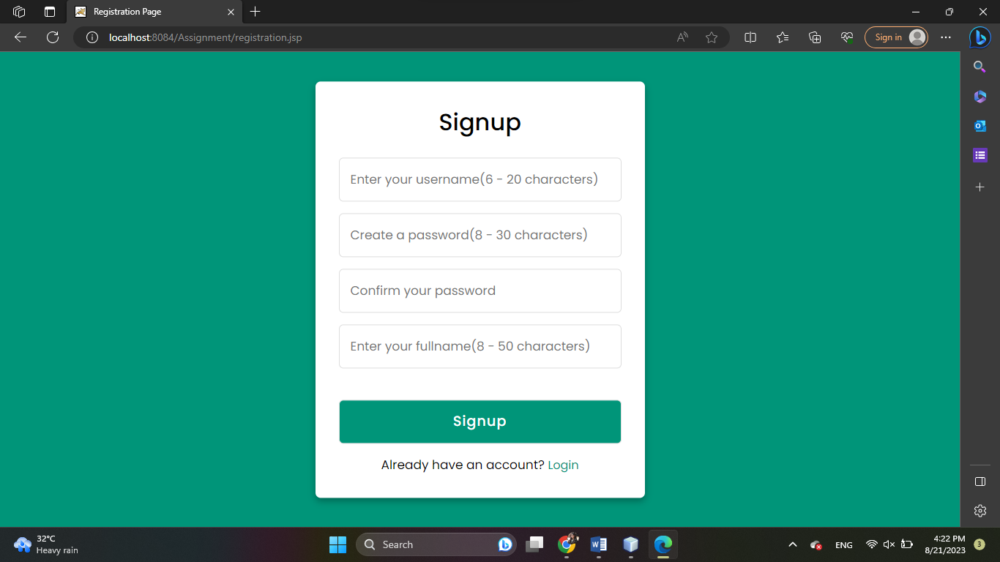 Registration Page
localhost:8084/Assignment/registration.jsp
Sign in
Signup
Enter your username(6 - 20 characters)
Create a password(8 - 30 characters)
Confirm your password
Enter your fullname(8 - 50 characters)
Signup
Already have an account? Login
32°C
Heavy rain
Search
ENG
4:22 PM
8/21/2023
3